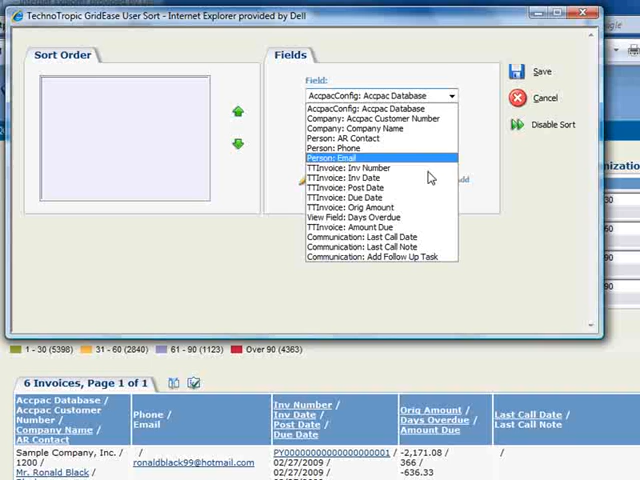 TechnoTropic GridEase User Sort - Internet Explorer provided by Dell
Sort Order
Fields
Field:
AccpacConfig: Accpac Database
AccpacConfig: Accpac Database
Company: Accpac Customer Number
Company: Company Name
Person: AR Contact
Person: Phone
Person: Email
TTInvoice: Inv Number
TTInvoice: Inv Date
TTInvoice: Post Date
TTInvoice: Due Date
TTInvoice: Orig Amount
View Field: Days Overdue
TTInvoice: Amount Due
Communication: Last Call Date
Communication: Last Call Note
Communication: Add Follow Up Task
Save
Cancel
Disable Sort
1 - 30 (5398)
31 - 60 (2840)
61 - 90 (1123)
Over 90 (4363)
6 Invoices, Page 1 of 1
Accpac Database /
Accpac Customer
Number /
Company Name /
AR Contact
Phone /
Email
Inv Number /
Inv Date /
Post Date /
Due Date
Orig Amount /
Days Overdue /
Amount Due
Last Call Date /
Last Call Note
Sample Company, Inc. /
1200 /
Mr. Ronald Black
/
ronaldblack99@hotmail.com
02/27/2009 /
02/27/2009
-2,171.08 /
366 /
-636.33
/